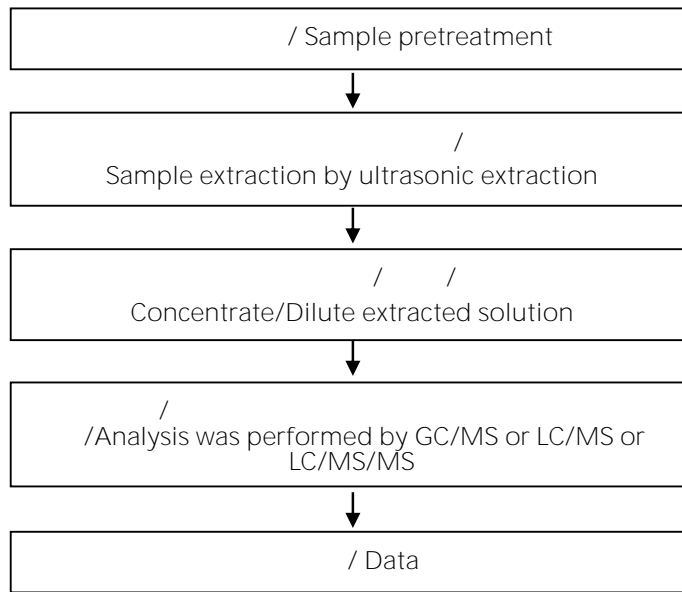 / Sample pretreatment
/
Sample extraction by ultrasonic extraction
/ /
Concentrate/Dilute extracted solution
/
/Analysis was performed by GC/MS or LC/MS or
LC/MS/MS
/ Data